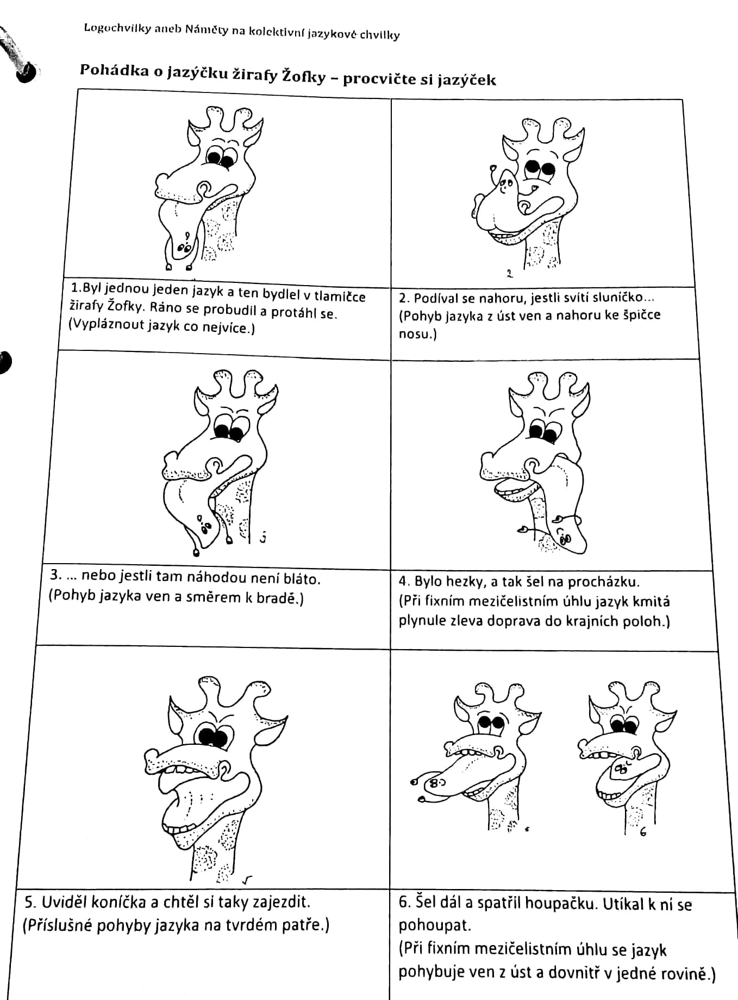 Logochvilky aneb Náměty na kolektivní jazykové chvilky
Pohádka o jazýčku žirafy Žofky – procvičte si jazýček
2
1.Byl jednou jeden jazyk a ten bydlel v tlamičce
žirafy Žofky. Ráno se probudil a protáhl se.
(Vypláznout jazyk co nejvíce.)
2. Podíval se nahoru, jestli svítí sluníčko...
(Pohyb jazyka z úst ven a nahoru ke špičce
nosu.)
3. ... nebo jestli tam náhodou není bláto.
(Pohyb jazyka ven a směrem k bradě.)
4. Bylo hezky, a tak šel na procházku.
(Při fixním mezičelistním úhlu jazyk kmitá
plynule zleva doprava do krajních poloh.)
6
5. Uviděl koníčka a chtěl si taky zajezdit.
(Příslušné pohyby jazyka na tvrdém patře.)
6. Šel dál a spatřil houpačku. Utíkal k ní se
pohoupat.
(Při fixním mezičelistním úhlu se jazyk
pohybuje ven z úst a dovnitř v jedné rovině.)